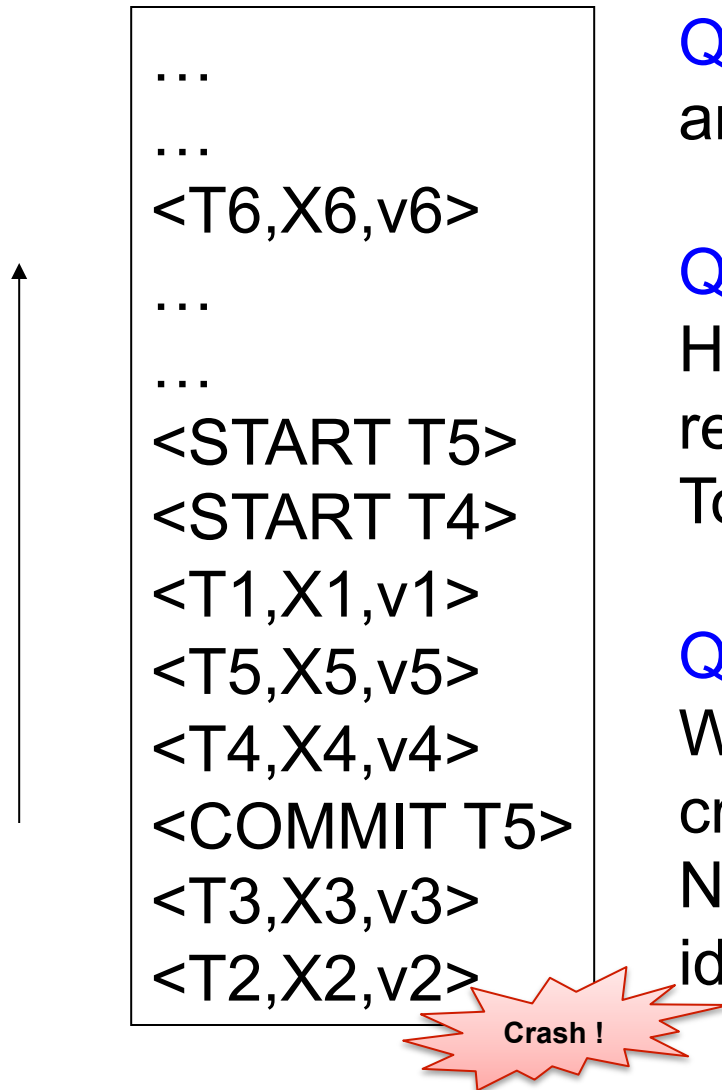 …
…
<T6,X6,v6>
…
…
<START T5>
<START T4>
<T1,X1,v1>
<T5,X5,v5>
<T4,X4,v4>
<COMMIT T5>
<T3,X3,v3>
<T2,X2,v2>
Crash !